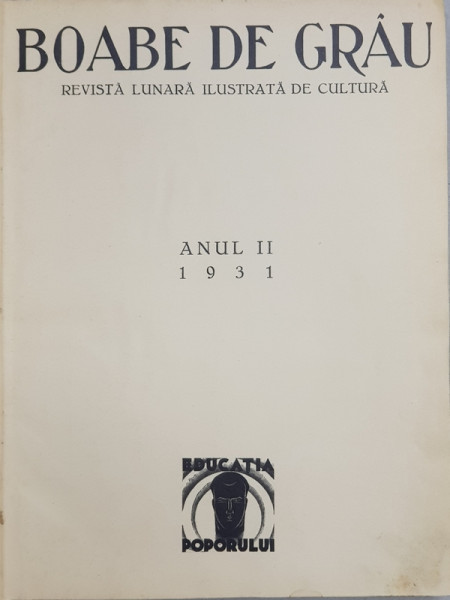 BOABE DE GRÂU
REVISTĂ LUNARĂ ILUSTRATĂ DE CULTURĂ
ANUL II
1931
EDUCAȚIA
POPORULUI